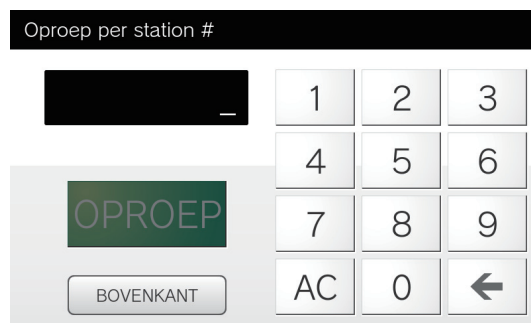 Oproep per station #
_
1 2 3
4 5 6
OPROEP
7 8 9
BOVENKANT
AC 0 ←